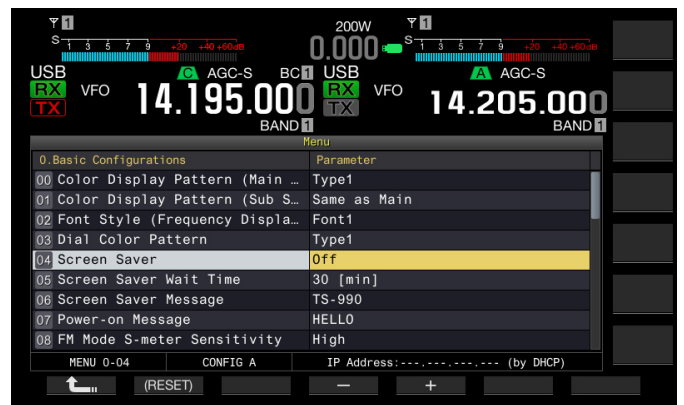 1 200W 1
S 1 3 5 7 9 +20 +40 +60dB 0.000 S 1 3 5 7 9 +20 +40 +60dB
USB C AGC-S BC 1 USB A AGC-S
RX VFO 14.195.000 RX VFO 14.205.000
TX TX
BAND 1 BAND 1
Menu
0.Basic Configurations Parameter
00 Color Display Pattern (Main … Type1
01 Color Display Pattern (Sub S… Same as Main
02 Font Style (Frequency Displa… Font1
03 Dial Color Pattern Type1
04 Screen Saver Off
05 Screen Saver Wait Time 30 [min]
06 Screen Saver Message TS-990
07 Power-on Message HELLO
08 FM Mode S-meter Sensitivity High
MENU 0-04 CONFIG A IP Address:---.---.---.--- (by DHCP)
(RESET) − +